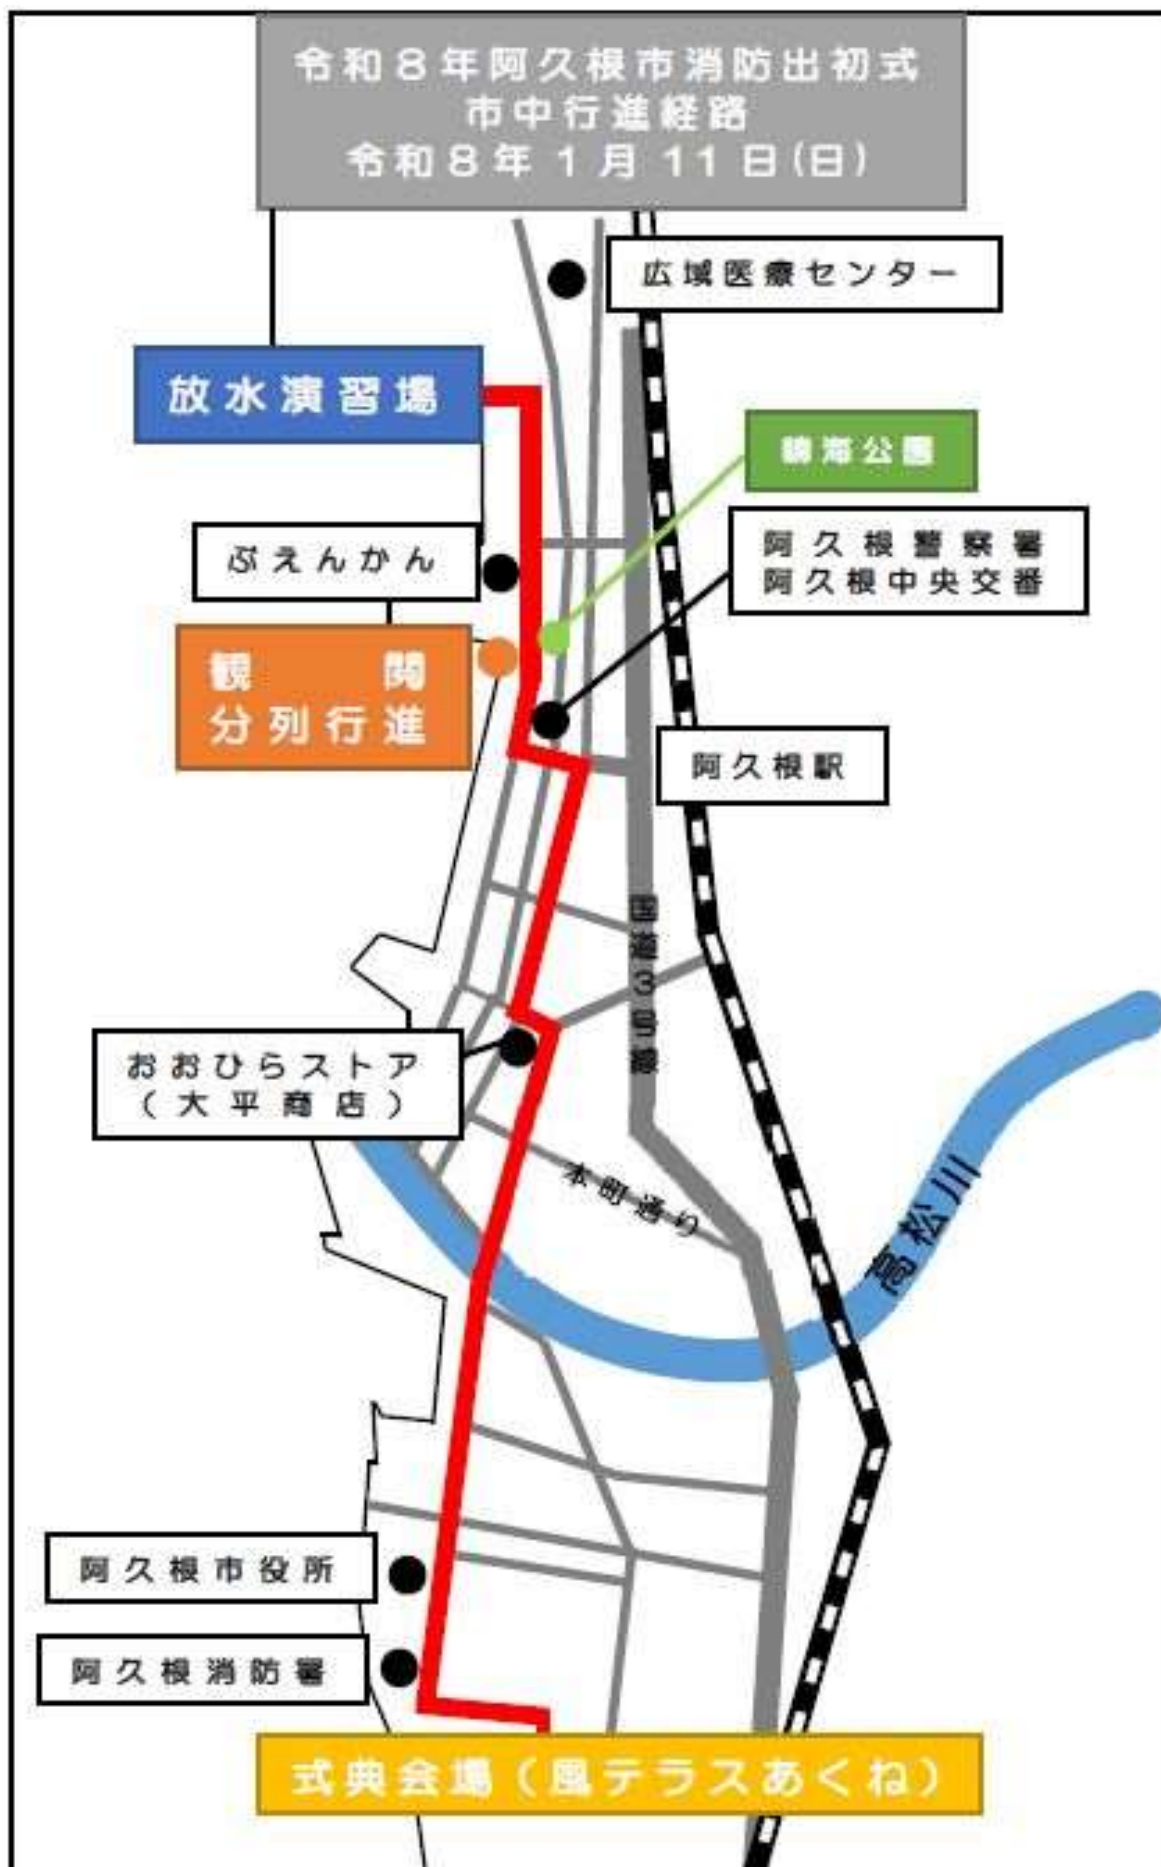 令和8年阿久根市消防出初式
市中行進経路
令和8年1月11日(日)
広域医療センター
放水演習場
海公園
ぶえんかん
阿久根警察署
阿久根中央交番
観閲
分列行進
阿久根駅
国道3号線
おおひらストア
(大平商店)
本町通り
高松川
阿久根市役所
阿久根消防署
式典会場(風テラスあくね)